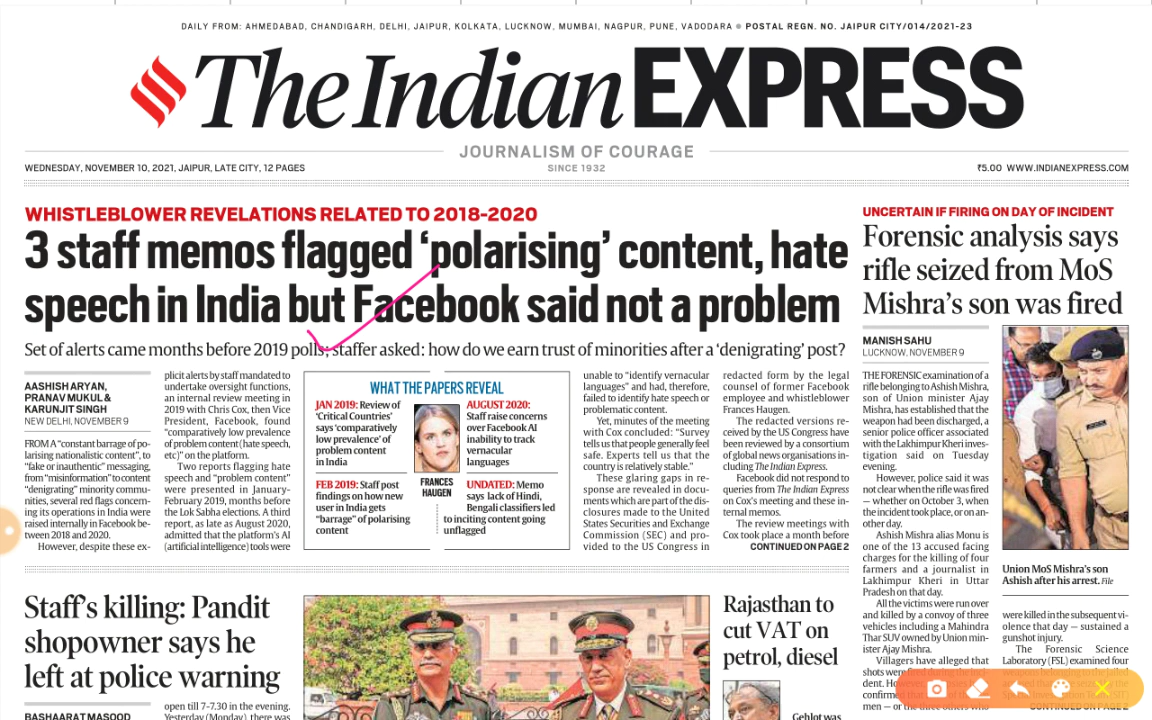 DAILY FROM: AHMEDABAD, CHANDIGARH, DELHI, JAIPUR, KOLKATA, LUCKNOW, MUMBAI, NAGPUR, PUNE, VADODARA ● POSTAL REGN. NO. JAIPUR CITY/014/2021-23
The Indian EXPRESS
JOURNALISM OF COURAGE
WEDNESDAY, NOVEMBER 10, 2021, JAIPUR, LATE CITY, 12 PAGES
SINCE 1932
₹5.00 WWW.INDIANEXPRESS.COM
WHISTLEBLOWER REVELATIONS RELATED TO 2018-2020
3 staff memos flagged ‘polarising’ content, hate
speech in India but Facebook said not a problem
Set of alerts came months before 2019 polls; staffer asked: how do we earn trust of minorities after a ‘denigrating’ post?
AASHISH ARYAN,
PRANAV MUKUL &
KARUNJIT SINGH
NEW DELHI, NOVEMBER 9
FROM A “constant barrage of po-
larising nationalistic content”, to
“fake or inauthentic” messaging,
from “misinformation” to content
“denigrating” minority commu-
nities, several red flags concern-
ing its operations in India were
raised internally in Facebook be-
tween 2018 and 2020.
However, despite these ex-
plicit alerts by staff mandated to
undertake oversight functions,
an internal review meeting in
2019 with Chris Cox, then Vice
President, Facebook, found
“comparatively low prevalence
of problem content (hate speech,
etc)” on the platform.
Two reports flagging hate
speech and “problem content”
were presented in January-
February 2019, months before
the Lok Sabha elections. A third
report, as late as August 2020,
admitted that the platform's AI
(artificial intelligence) tools were
WHAT THE PAPERS REVEAL
JAN 2019: Review of
‘Critical Countries’
says ‘comparatively
low prevalence’ of
problem content
in India
FEB 2019: Staff post
findings on how new
user in India gets
“barrage” of polarising
content
FRANCES
HAUGEN
AUGUST 2020:
Staff raise concerns
over Facebook AI
inability to track
vernacular
languages
UNDATED: Memo
says lack of Hindi,
Bengali classifiers led
to inciting content going
unflagged
unable to “identify vernacular
languages” and had, therefore,
failed to identify hate speech or
problematic content.
Yet, minutes of the meeting
with Cox concluded: “Survey
tells us that people generally feel
safe. Experts tell us that the
country is relatively stable.”
These glaring gaps in re-
sponse are revealed in docu-
ments which are part of the dis-
closures made to the United
States Securities and Exchange
Commission (SEC) and pro-
vided to the US Congress in
redacted form by the legal
counsel of former Facebook
employee and whistleblower
Frances Haugen.
The redacted versions re-
ceived by the US Congress have
been reviewed by a consortium
of global news organisations in-
cluding The Indian Express.
Facebook did not respond to
queries from The Indian Express
on Cox's meeting and these in-
ternal memos.
The review meetings with
Cox took place a month before
CONTINUED ON PAGE 2
UNCERTAIN IF FIRING ON DAY OF INCIDENT
Forensic analysis says
rifle seized from MoS
Mishra's son was fired
MANISH SAHU
LUCKNOW, NOVEMBER 9
THE FORENSIC examination of a
rifle belonging to Ashish Mishra,
son of Union minister Ajay
Mishra, has established that the
weapon had been discharged, a
senior police officer associated
with the Lakhimpur Kheri inves-
tigation said on Tuesday
evening.
However, police said it was
not clear when the rifle was fired
— whether on October 3, when
the incident took place, or on an-
other day.
Ashish Mishra alias Monu is
one of the 13 accused facing
charges for the killing of four
farmers and a journalist in
Lakhimpur Kheri in Uttar
Pradesh on that day.
All the victims were run over
and killed by a convoy of three
vehicles including a Mahindra
Thar SUV owned by Union min-
ister Ajay Mishra.
Villagers have alleged that
shots were
dent.
confirmed
men — or
Union MoS Mishra's son
Ashish after his arrest. File
were killed in the subsequent vi-
olence that day — sustained a
gunshot injury.
The Forensic Science
Laboratory (FSL) examined four
Staff's killing: Pandit
shopowner says he
left at police warning
BASHAARAT MASOOD
open till 7-7.30 in the evening.
Yesterday (Monday), there was
Rajasthan to
cut VAT on
petrol, diesel
Gehlot was